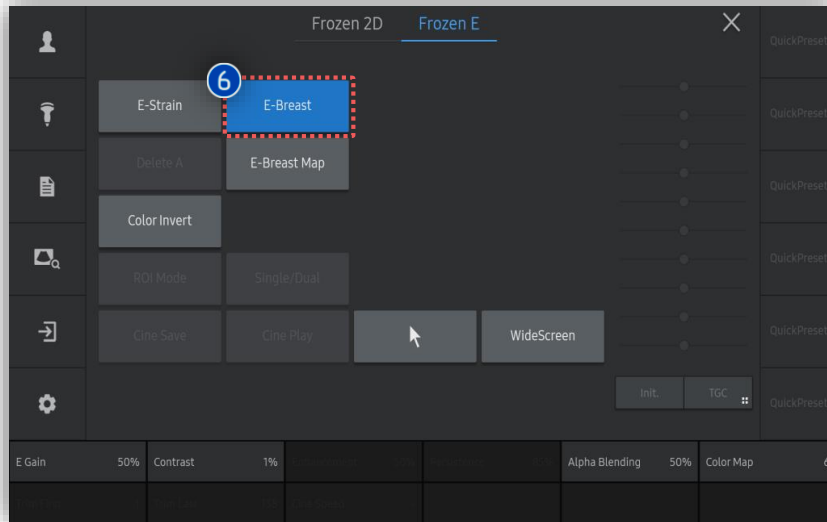 Frozen 2D Frozen E
QuickPreset
6
E-Strain E-Breast
QuickPreset
Delete A E-Breast Map
QuickPreset
Color Invert
ROI Mode Single/Dual
QuickPreset
Cine Save Cine Play WideScreen
QuickPreset
Init. TGC
QuickPreset
E Gain 50% Contrast 1% Alpha Blending 50% Color Map 6